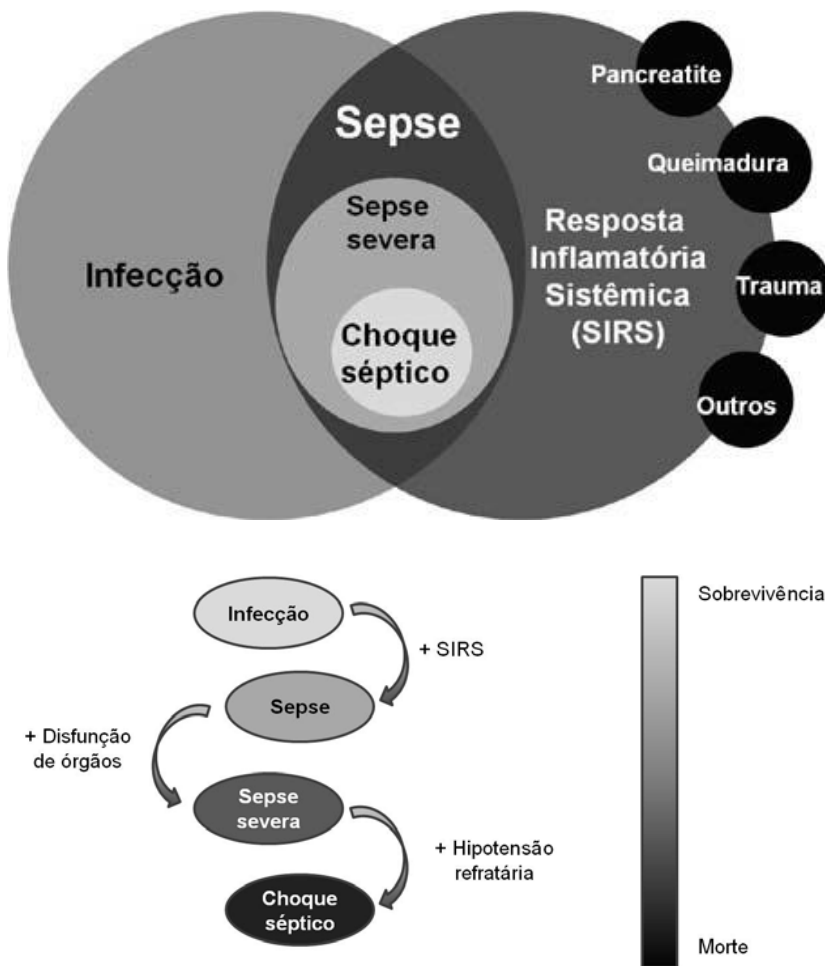 Pancreatite
Sepse
Queimadura
Sepse
severa
Resposta
Inflamatória
Sistêmica
(SIRS)
Infecção
Trauma
Choque
séptico
Outros
Infecção
Sobrevivência
+ SIRS
Sepse
+ Disfunção
de órgãos
Sepse
severa
+ Hipotensão
refratária
Choque
séptico
Morte